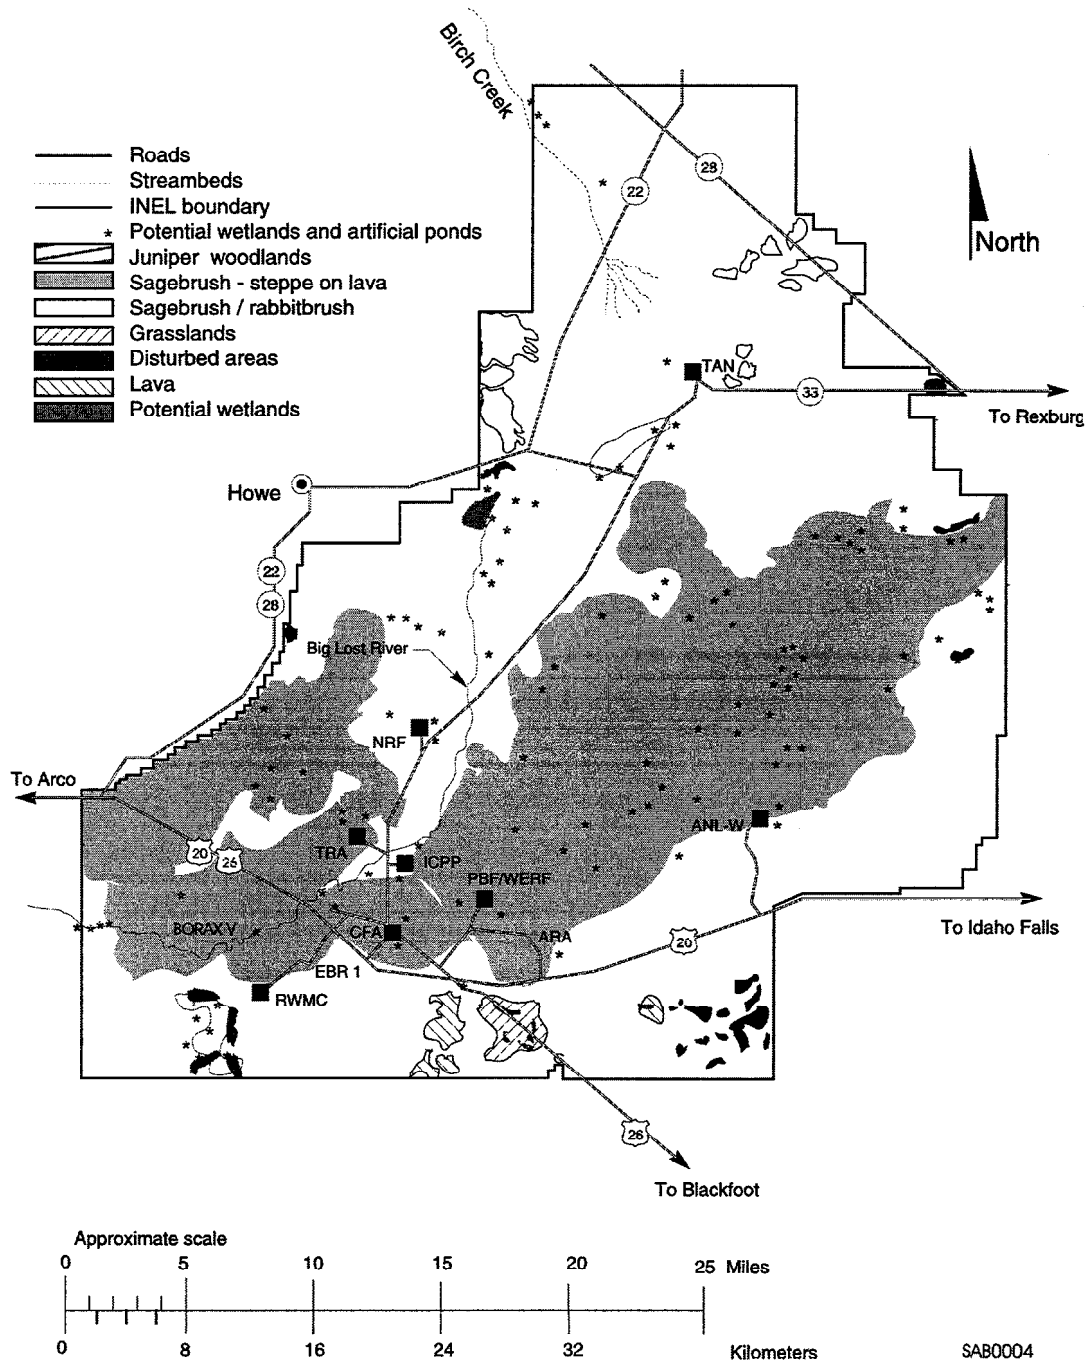 Birch Creek
Roads
Streambeds
INEL boundary
* Potential wetlands and artificial ponds
Juniper woodlands
Sagebrush - steppe on lava
Sagebrush / rabbitbrush
Grasslands
Disturbed areas
Lava
Potential wetlands
28
22
North
TAN
33
To Rexburg
Howe
22
28
Big Lost River
NRF
To Arco
ANL-W
20
26
TRA
ICPP
PBF/WERF
BORAX V
CFA
ARA
20
To Idaho Falls
EBR 1
RWMC
26
To Blackfoot
Approximate scale
0 5 10 15 20 25 Miles
0 8 16 24 32 Kilometers
SAB0004